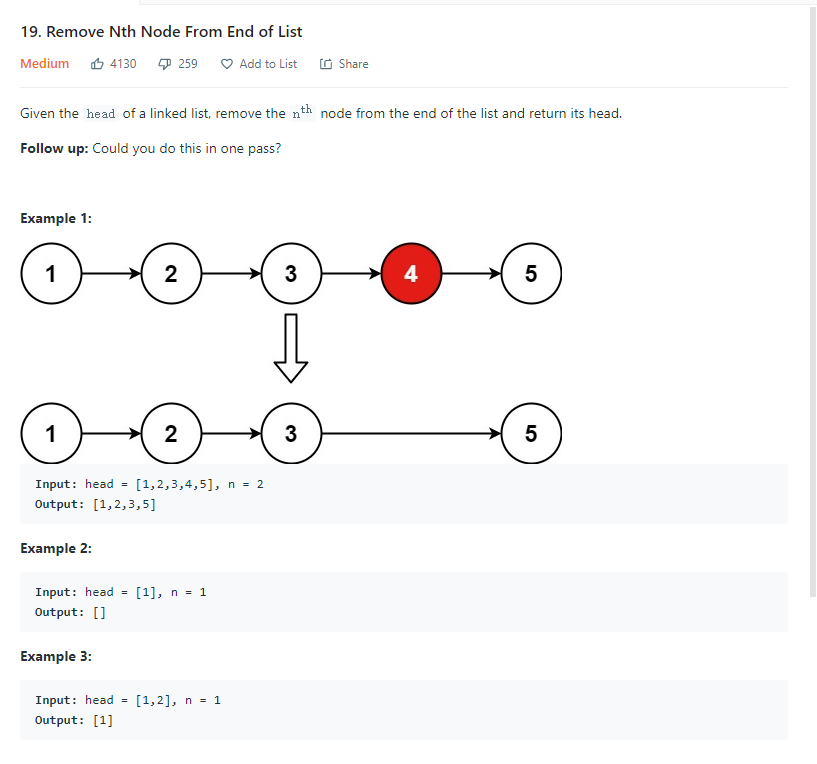 19. Remove Nth Node From End of List
Medium 4130 259 Add to List Share
Given the head of a linked list, remove the nth node from the end of the list and return its head.
Follow up: Could you do this in one pass?
Example 1:
1 2 3 4 5
1 2 3 5
Input: head = [1,2,3,4,5], n = 2
Output: [1,2,3,5]
Example 2:
Input: head = [1], n = 1
Output: []
Example 3:
Input: head = [1,2], n = 1
Output: [1]